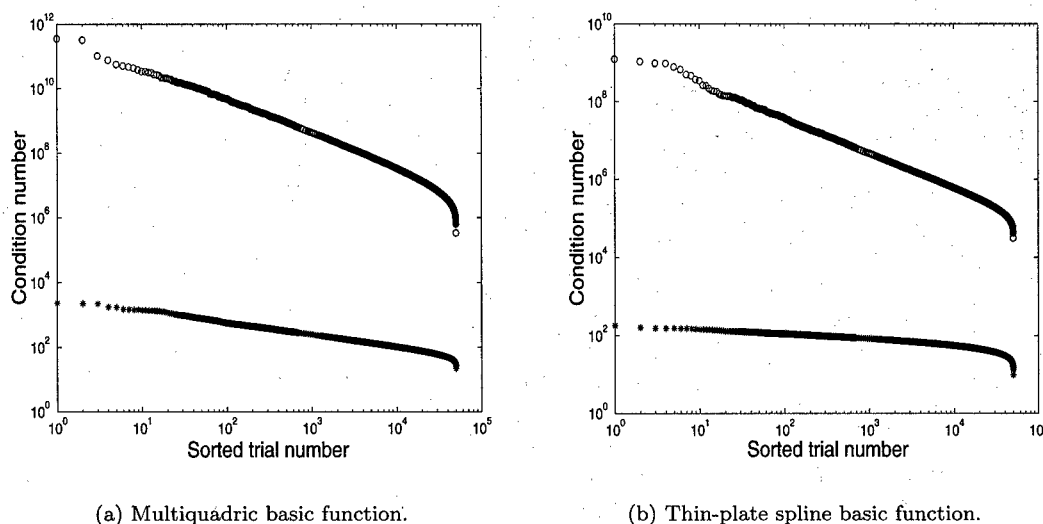 10^12
10^10
10^8
10^6
10^4
10^2
10^0
Condition number
10^0 10^1 10^2 10^3 10^4 10^5
Sorted trial number
(a) Multiquadric basic function.
10^10
10^8
10^6
10^4
10^2
10^0
Condition number
10^0 10^1 10^2 10^3 10^4 10
Sorted trial number
(b) Thin-plate spline basic function.